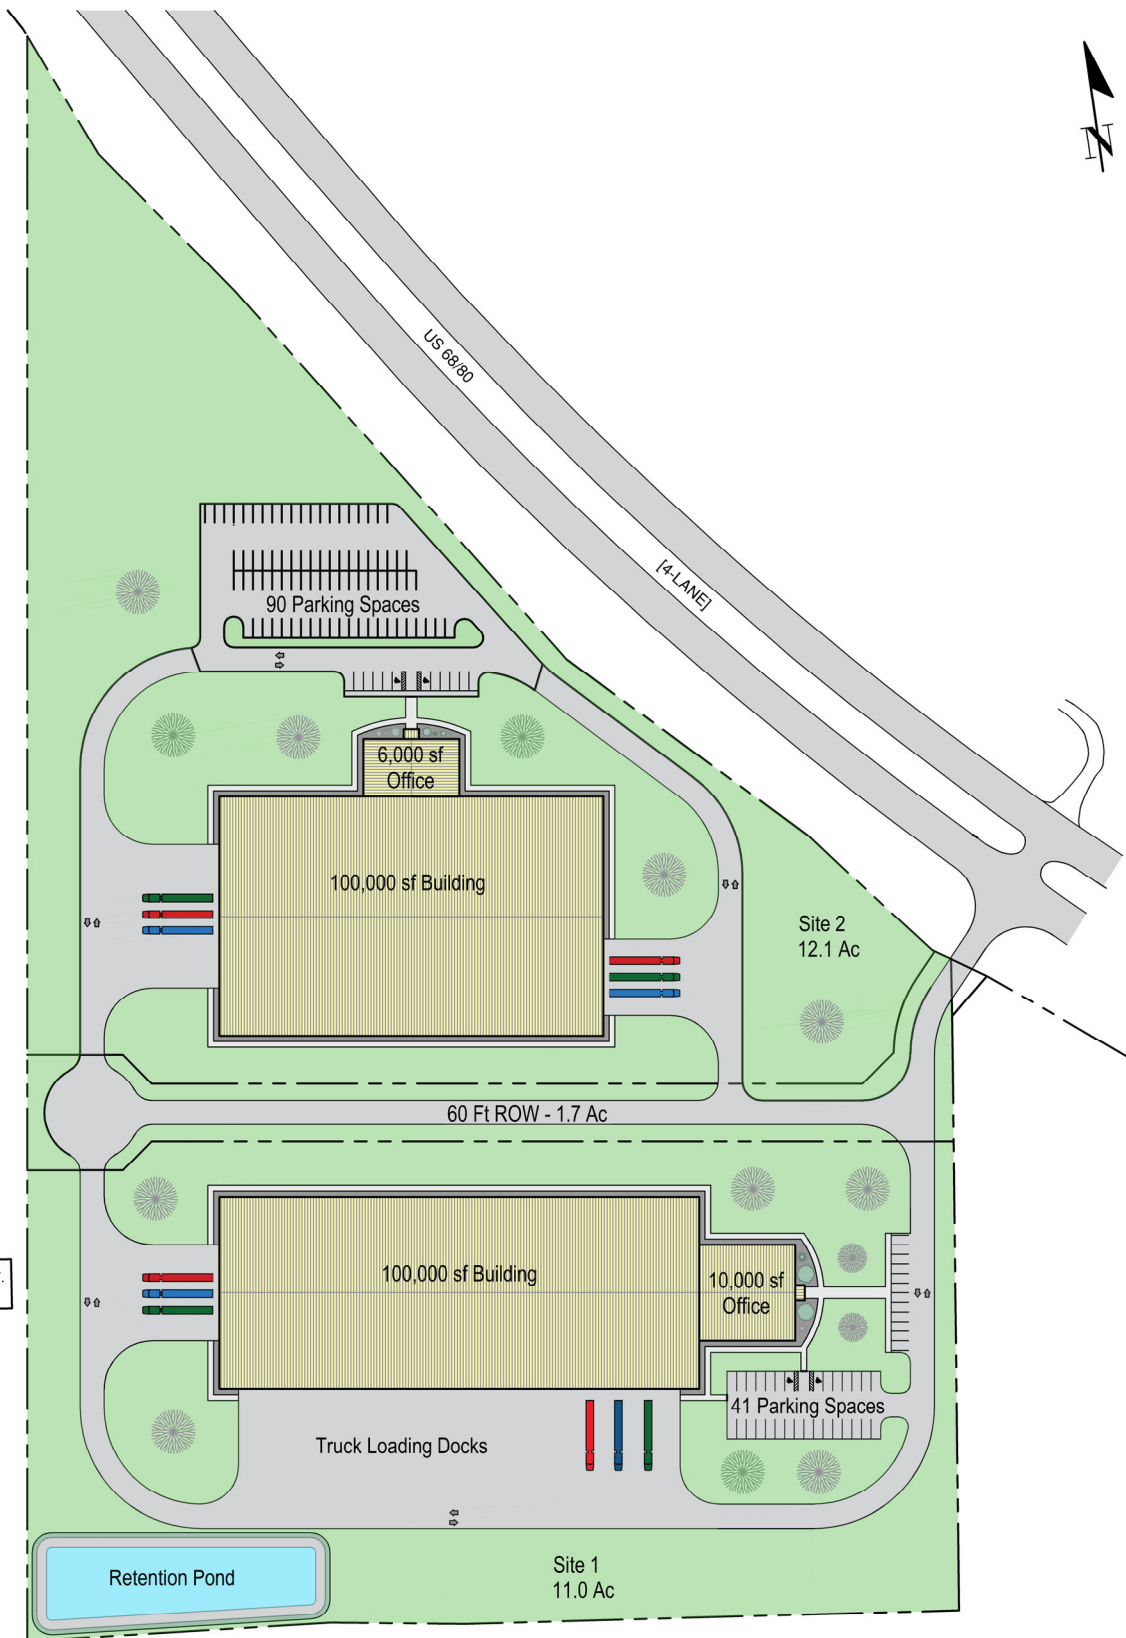 N
US 68/80
[4-LANE]
90 Parking Spaces
6,000 sf
Office
100,000 sf Building
Site 2
12.1 Ac
60 Ft ROW - 1.7 Ac
100,000 sf Building
10,000 sf
Office
41 Parking Spaces
Truck Loading Docks
Site 1
11.0 Ac
Retention Pond